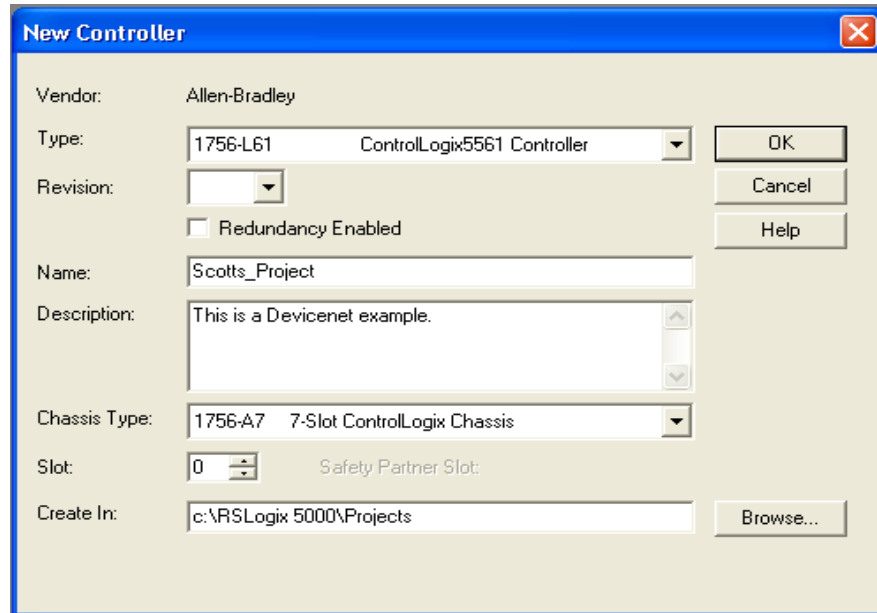 New Controller
Vendor: Allen-Bradley
Type: 1756-L61 ControlLogix5561 Controller OK
Revision: Cancel
Redundancy Enabled Help
Name: Scotts_Project
Description: This is a Devicenet example.
Chassis Type: 1756-A7 7-Slot ControlLogix Chassis
Slot: 0 Safety Partner Slot:
Create In: c:\RSLogix 5000\Projects Browse...